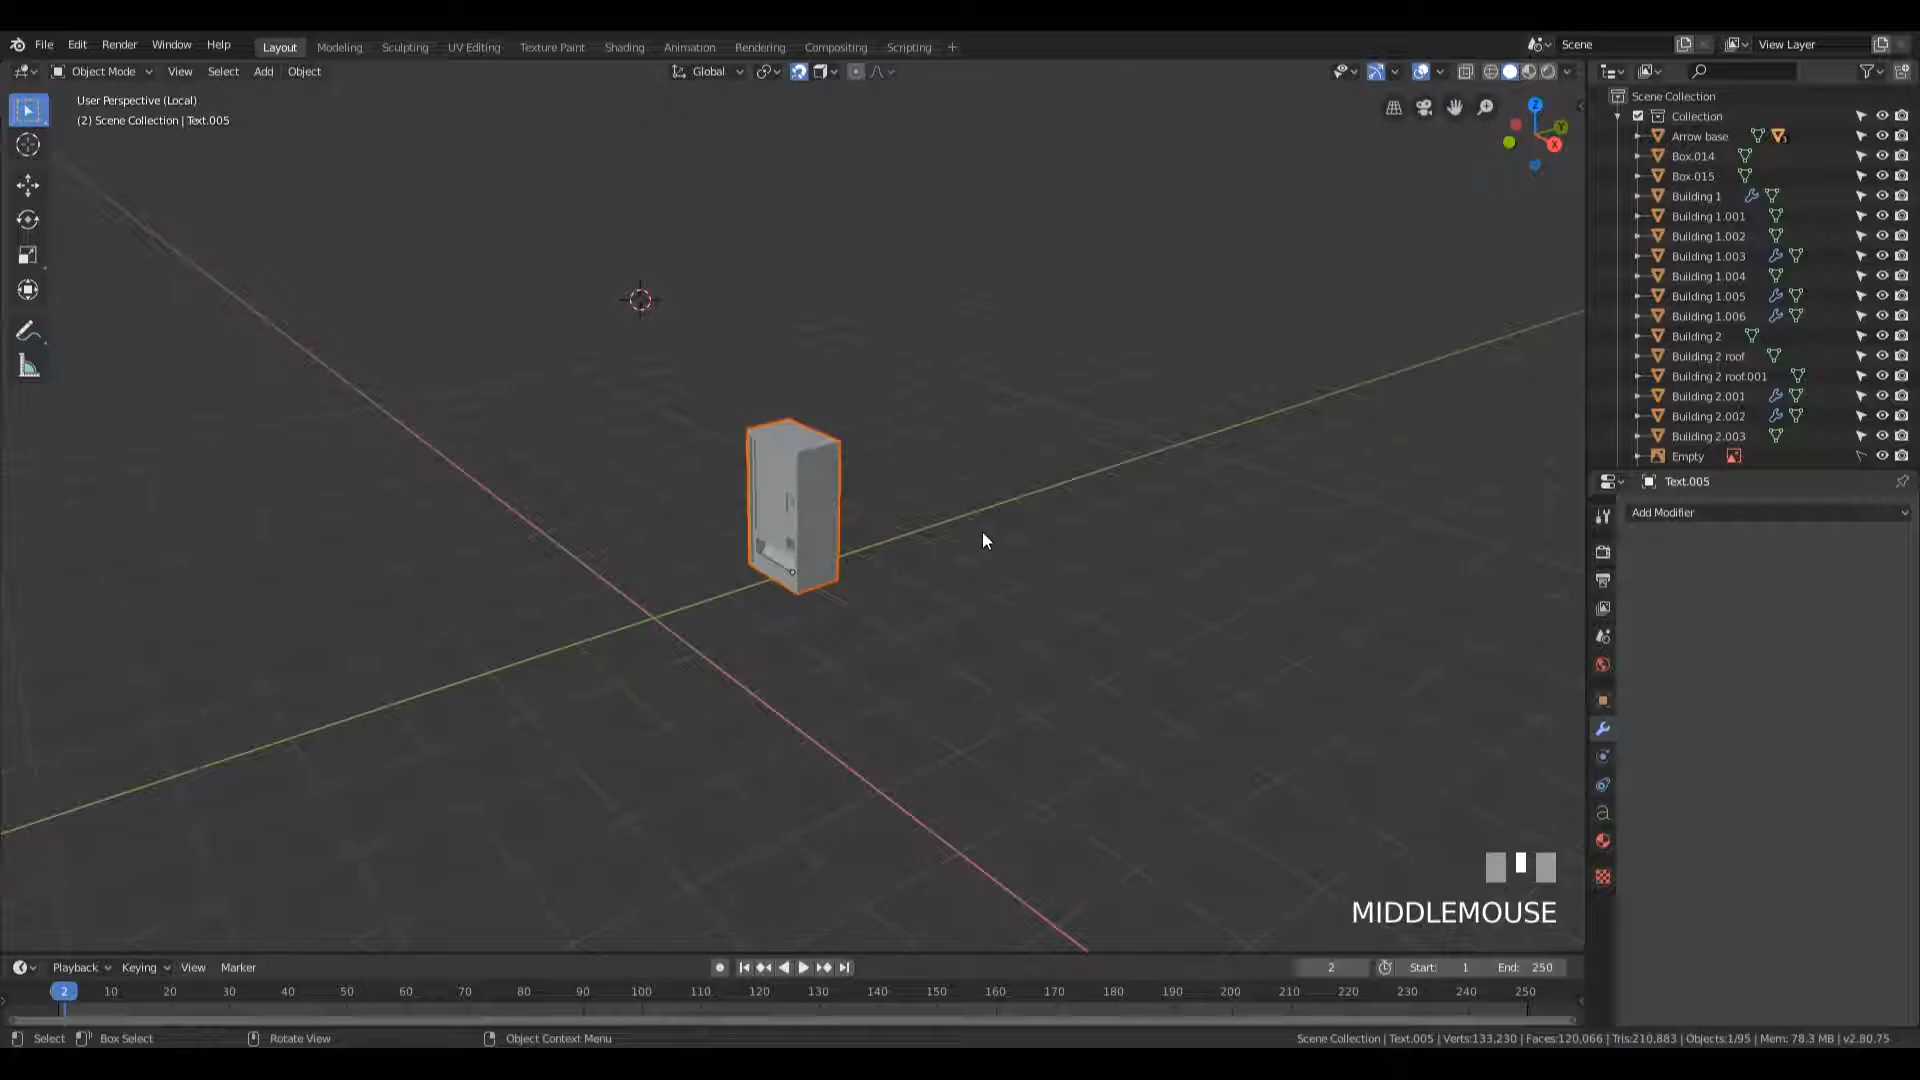 File Edit Render Window Help Layout Modeling Sculpting UV Editing Texture Paint Shading Animation Rendering Compositing Scripting + Scene View Layer
Object Mode View Select Add Object Global
User Perspective (Local)
(2) Scene Collection | Text.005
Z
Y
X
Scene Collection
Collection
Arrow base
Box.014
Box.015
Building 1
Building 1.001
Building 1.002
Building 1.003
Building 1.004
Building 1.005
Building 1.006
Building 2
Building 2 roof
Building 2 roof.001
Building 2.001
Building 2.002
Building 2.003
Empty
Text.005
Add Modifier
MIDDLEMOUSE
Playback Keying View Marker 2 Start: 1 End: 250
2 10 20 30 40 50 60 70 80 90 100 110 120 130 140 150 160 170 180 190 200 210 220 230 240 250
Select Box Select Rotate View Object Context Menu Scene Collection | Text.005 | Verts:133,230 | Faces:120,066 | Tris:210,883 | Objects:1/95 | Mem: 78.3 MB | v2.80.75